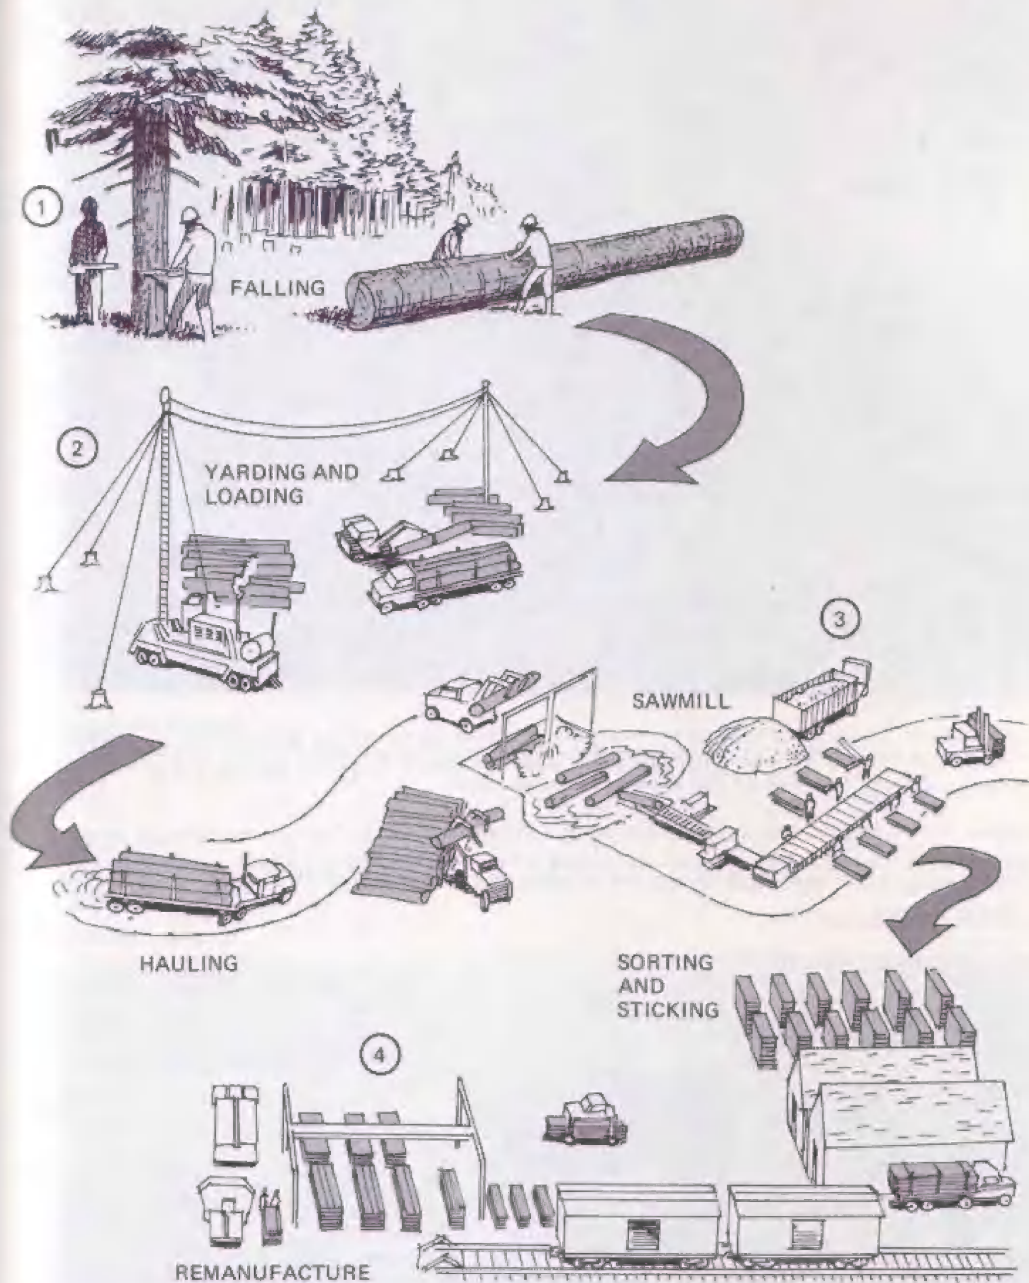 1
FALLING
2
YARDING AND
LOADING
3
SAWMILL
HAULING
SORTING
AND
STICKING
4
REMANUFACTURE